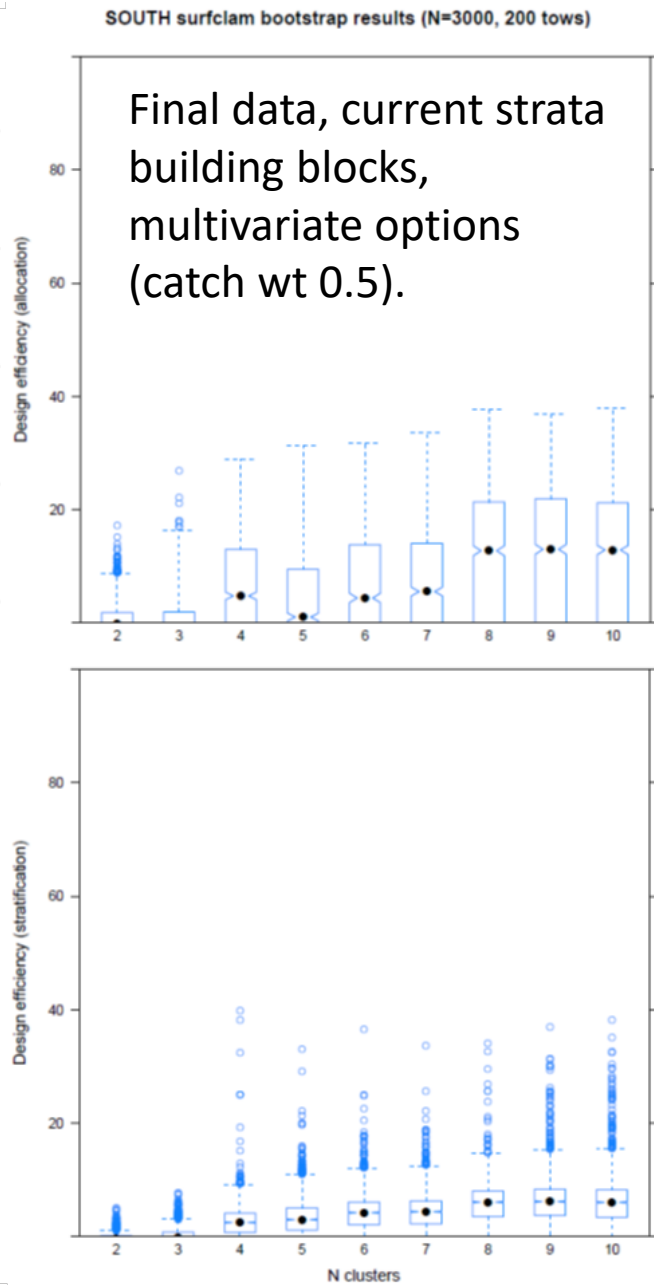 SOUTH surfclam bootstrap results (N=3000, 200 tows)
Final data, current strata
building blocks,
multivariate options
(catch wt 0.5).
Design efficiency (allocation)
80
60
40
20
2 3 4 5 6 7 8 9 10
Design efficiency (stratification)
80
60
40
20
2 3 4 5 6 7 8 9 10
N clusters